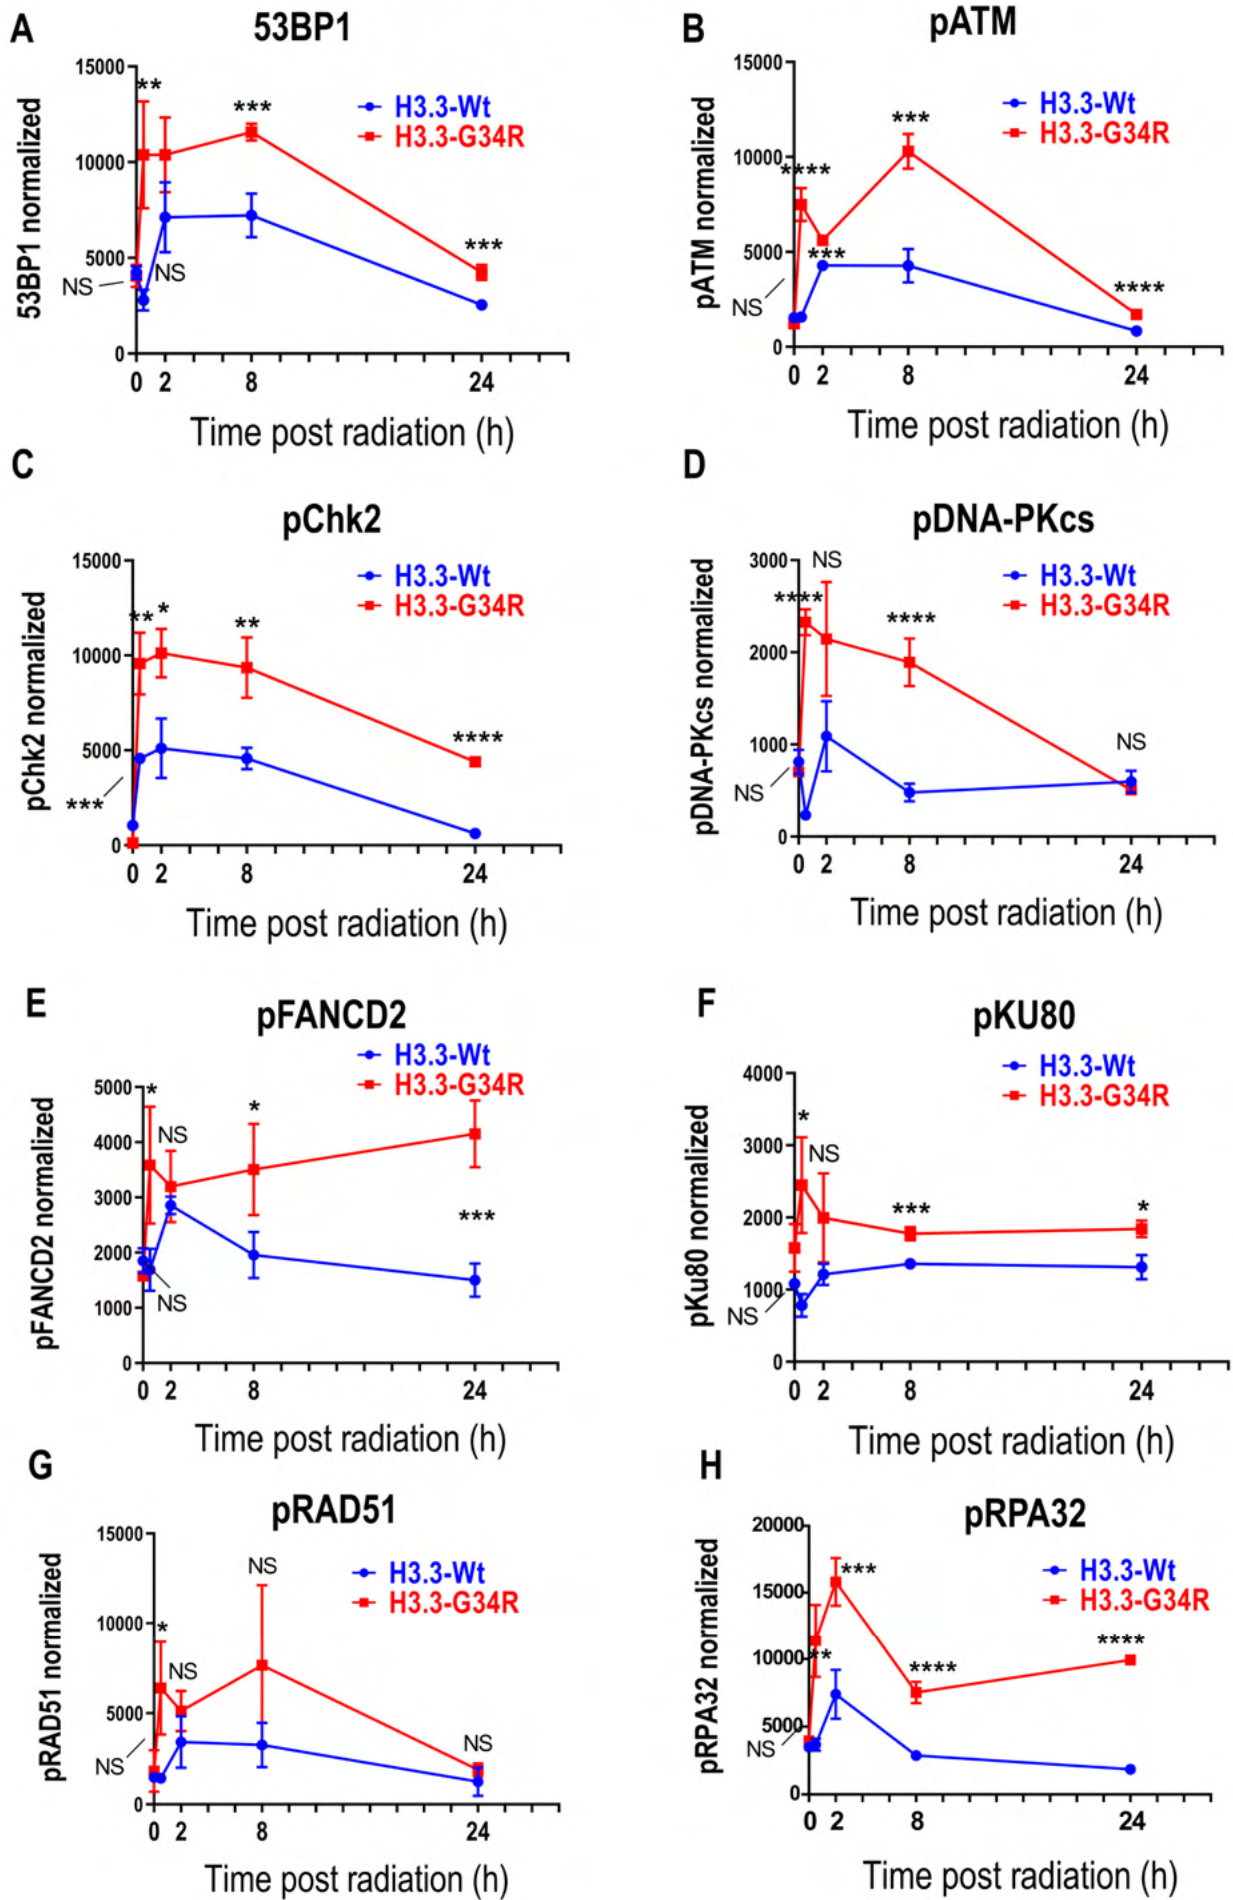 A
53BP1
15000
**
***
H3.3-Wt
H3.3-G34R
10000
53BP1 normalized
***
5000
NS
NS
0
0 2 8 24
Time post radiation (h)
B
pATM
15000
H3.3-Wt
H3.3-G34R
***
10000
****
pATM normalized
5000
***
****
NS
0
0 2 8 24
Time post radiation (h)
C
pChk2
15000
H3.3-Wt
H3.3-G34R
** *
**
10000
pChk2 normalized
****
5000
***
0
0 2 8 24
Time post radiation (h)
D
pDNA-PKcs
3000
NS
H3.3-Wt
H3.3-G34R
****
****
2000
pDNA-PKcs normalized
1000
NS
NS
0
0 2 8 24
Time post radiation (h)
E
pFANCD2
H3.3-Wt
H3.3-G34R
5000
*
*
NS
4000
pFANCD2 normalized
3000
***
2000
NS
1000
0
0 2 8 24
Time post radiation (h)
F
pKU80
H3.3-Wt
H3.3-G34R
4000
*
NS
3000
pKu80 normalized
***
*
2000
1000
NS
0
0 2 8 24
Time post radiation (h)
G
pRAD51
15000
NS
H3.3-Wt
H3.3-G34R
10000
*
NS
pRAD51 normalized
5000
NS
NS
0
0 2 8 24
Time post radiation (h)
H
pRPA32
20000
***
H3.3-Wt
H3.3-G34R
15000
****
10000
**
****
pRPA32 normalized
5000
NS
0
0 2 8 24
Time post radiation (h)